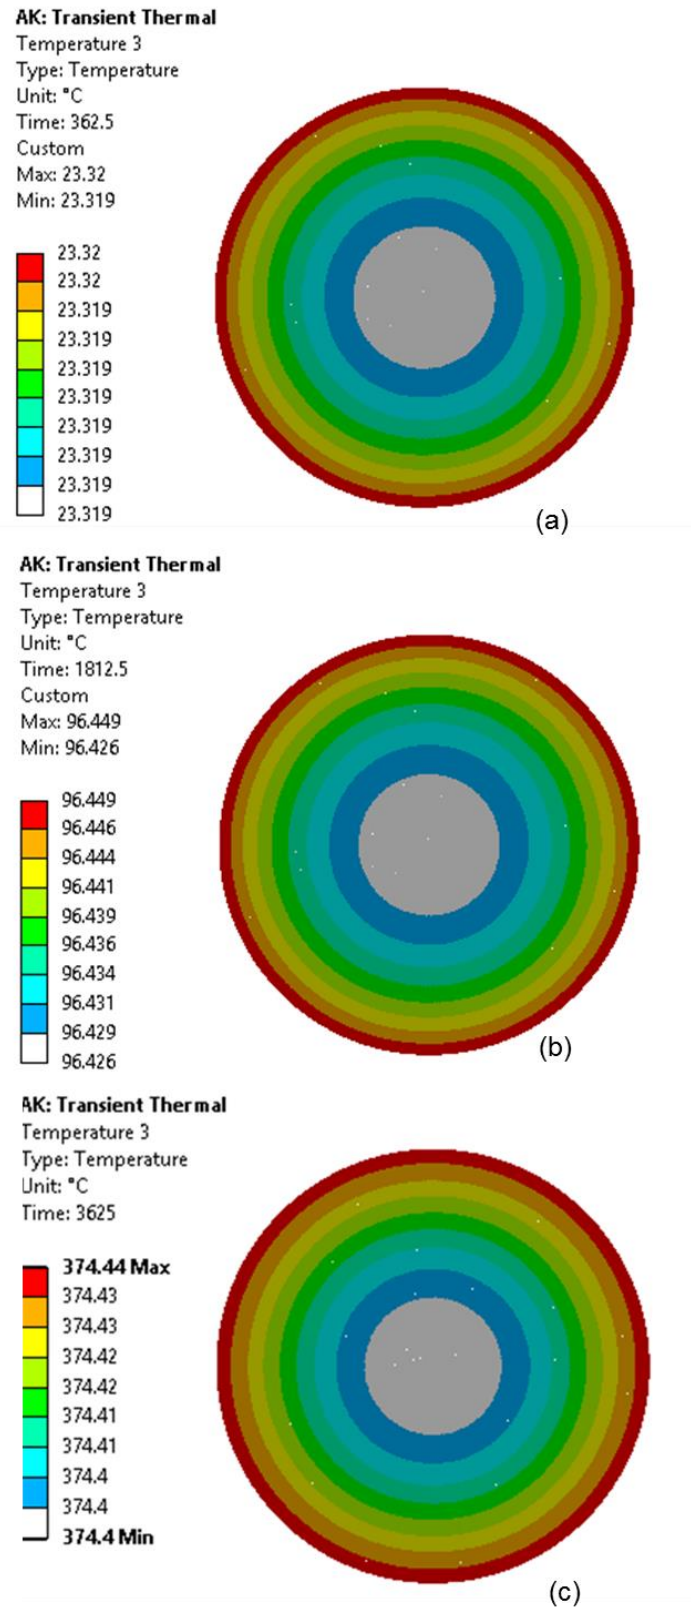 AK: Transient Thermal
Temperature 3
Type: Temperature
Unit: °C
Time: 362.5
Custom
Max: 23.32
Min: 23.319
23.32
23.32
23.319
23.319
23.319
23.319
23.319
23.319
23.319
23.319
(a)
AK: Transient Thermal
Temperature 3
Type: Temperature
Unit: °C
Time: 1812.5
Custom
Max: 96.449
Min: 96.426
96.449
96.446
96.444
96.441
96.439
96.436
96.434
96.431
96.429
96.426
(b)
AK: Transient Thermal
Temperature 3
Type: Temperature
Unit: °C
Time: 3625
374.44 Max
374.43
374.43
374.42
374.42
374.41
374.41
374.4
374.4
374.4 Min
(c)